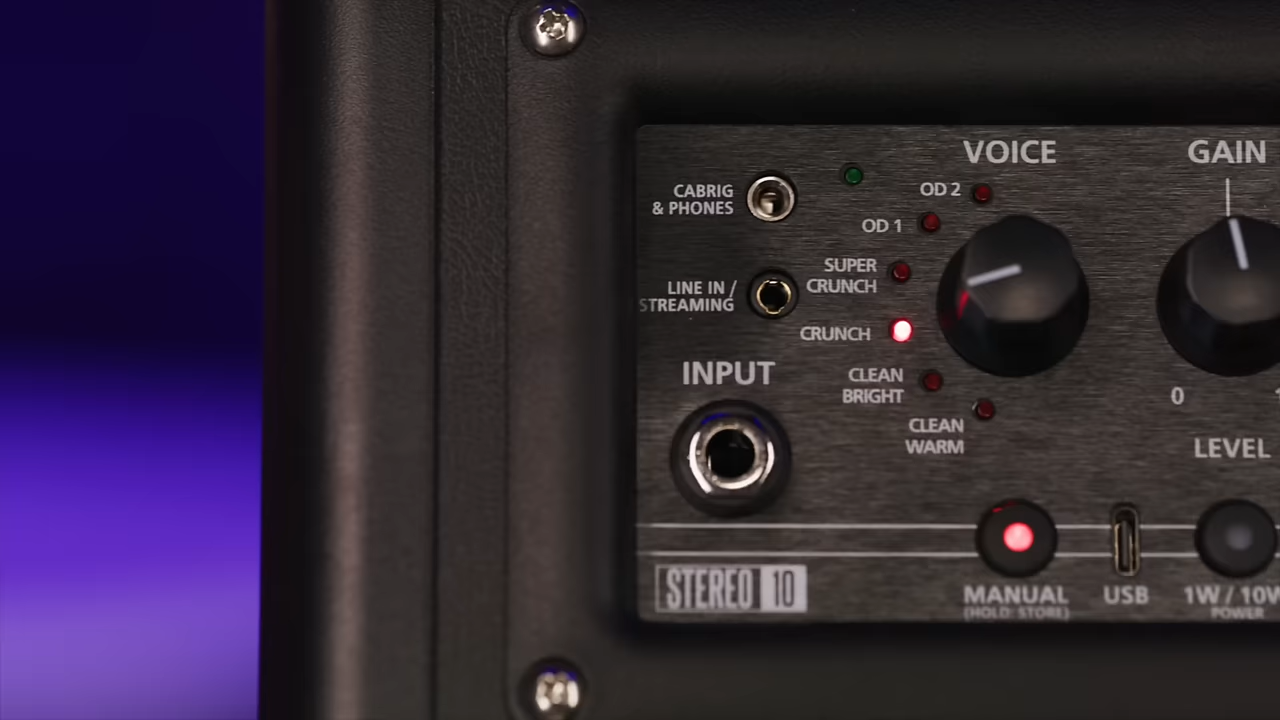 VOICE
GAIN
CABRIG
& PHONES
OD 2
OD 1
SUPER
CRUNCH
LINE IN /
STREAMING
CRUNCH
INPUT
CLEAN
BRIGHT
0
CLEAN
WARM
LEVEL
STEREO 10
MANUAL
(HOLD: STORE)
USB
1W / 10W
POWER